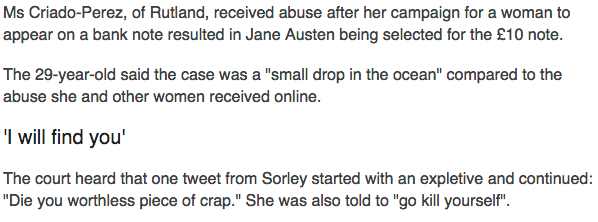 Ms Criado-Perez, of Rutland, received abuse after her campaign for a woman to
appear on a bank note resulted in Jane Austen being selected for the £10 note.
The 29-year-old said the case was a "small drop in the ocean" compared to the
abuse she and other women received online.
'I will find you'
The court heard that one tweet from Sorley started with an expletive and continued:
"Die you worthless piece of crap." She was also told to "go kill yourself".